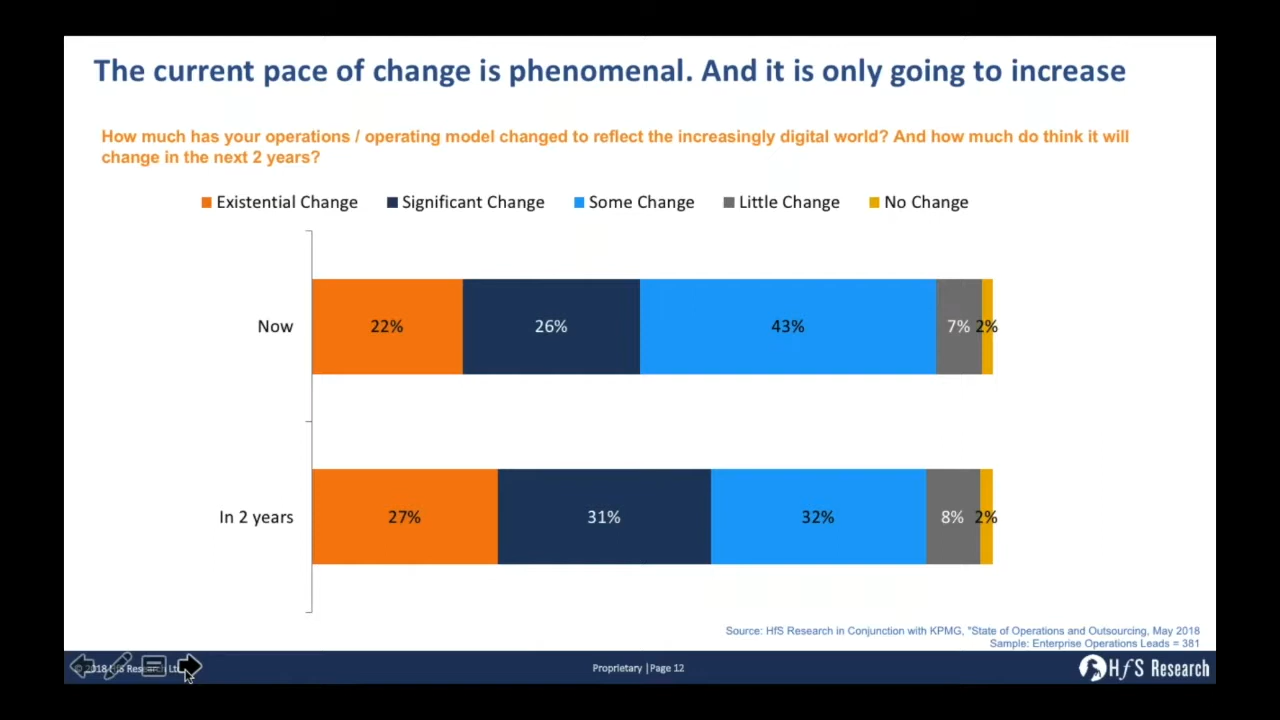 The current pace of change is phenomenal. And it is only going to increase
How much has your operations / operating model changed to reflect the increasingly digital world? And how much do think it will
change in the next 2 years?
Existential Change Significant Change Some Change Little Change No Change
Now 22% 26% 43% 7% 2%
In 2 years 27% 31% 32% 8% 2%
Source: HfS Research in Conjunction with KPMG, "State of Operations and Outsourcing, May 2018
Sample: Enterprise Operations Leads = 381
© 2018 HfS Research Proprietary | Page 12 HfS Research